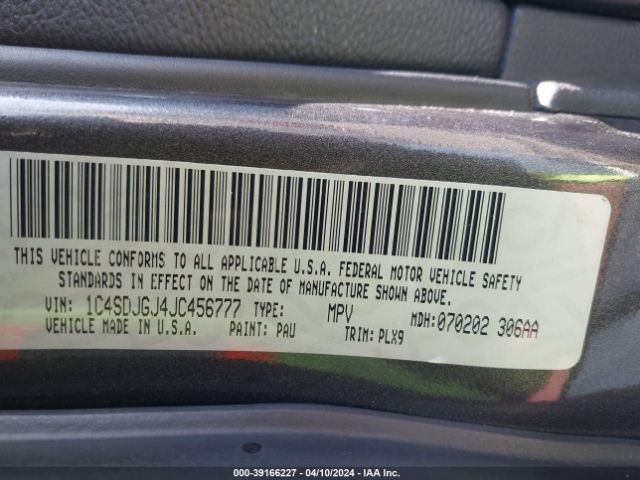 THIS VEHICLE CONFORMS TO ALL APPLICABLE U.S.A. FEDERAL MOTOR VEHICLE SAFETY
STANDARDS IN EFFECT ON THE DATE OF MANUFACTURE SHOWN ABOVE.
VIN: 1C4SDJGJ4JC456777 TYPE: MPV MDH:070202 306AA
VEHICLE MADE IN U.S.A. PAINT: PAU TRIM: PLX9
000-39166227 - 04/10/2024 - IAA Inc.